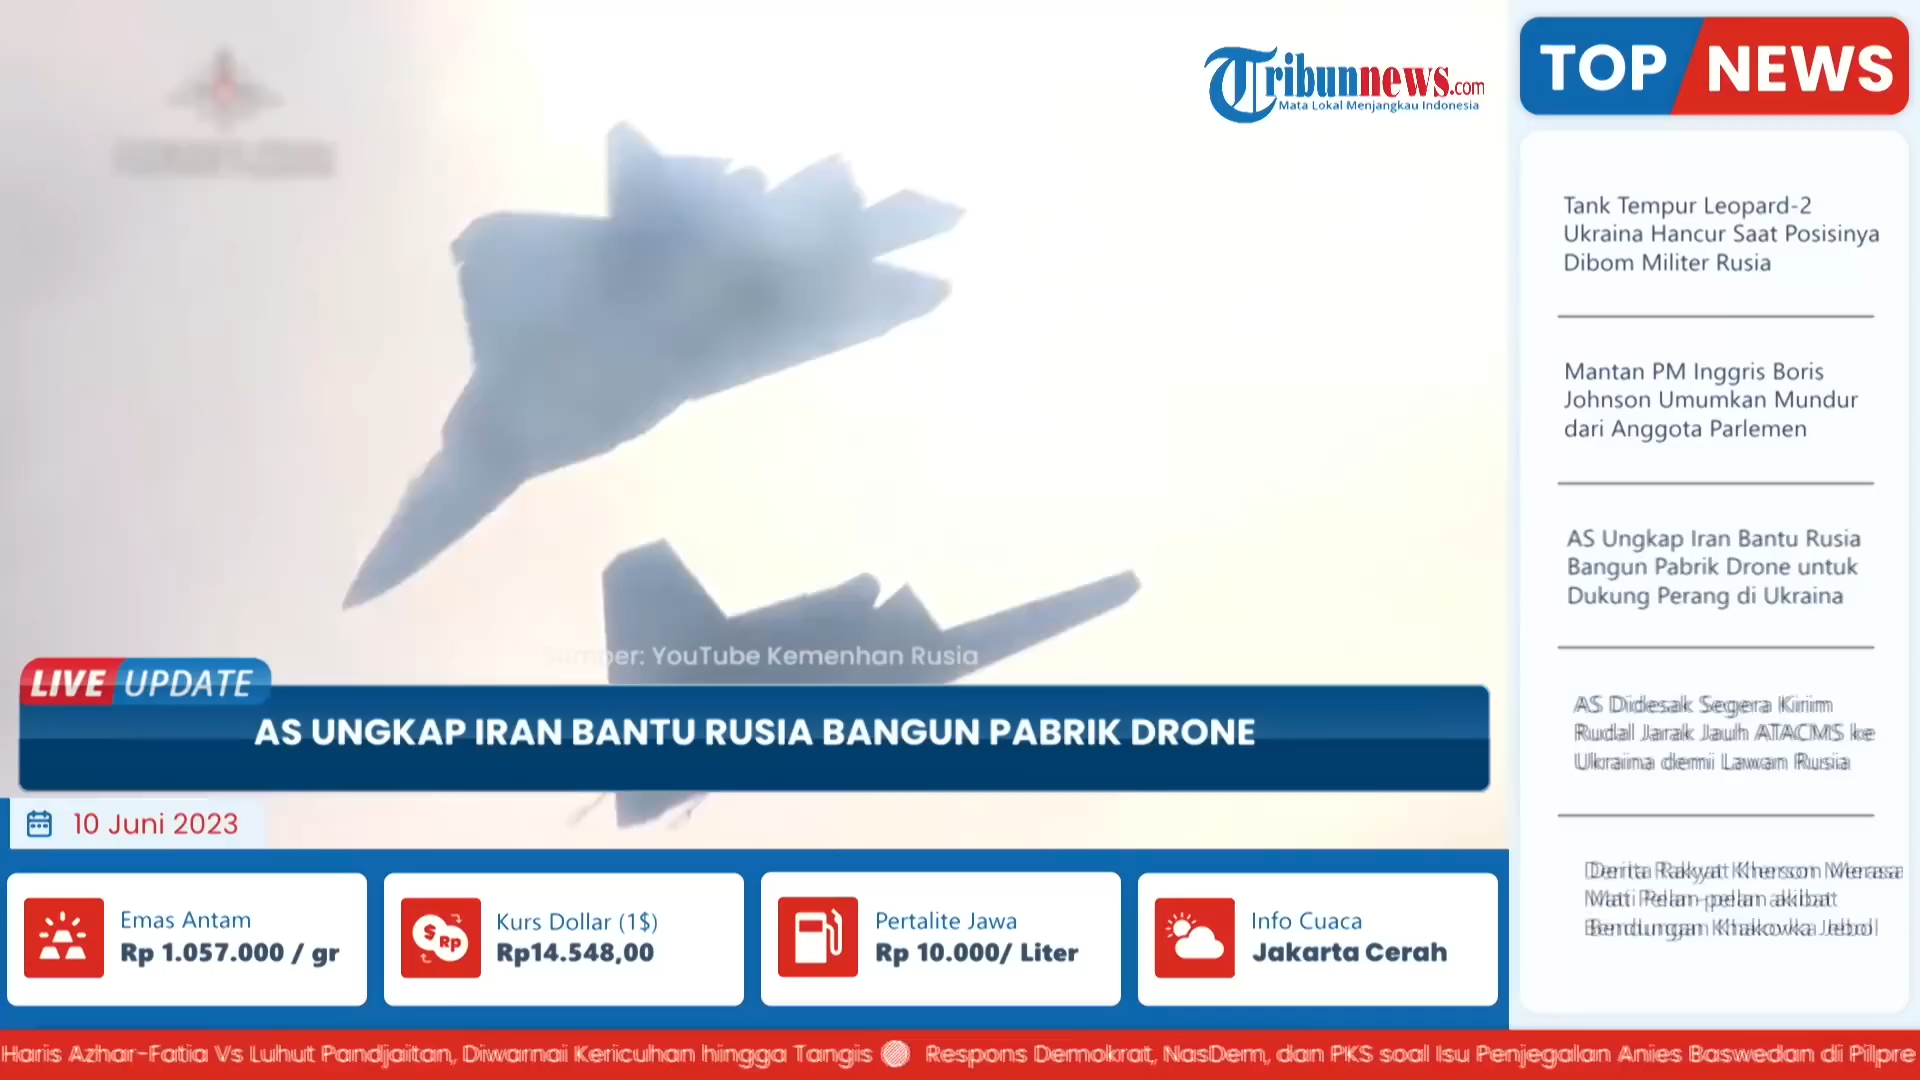 Tribunnews.com
Mata Lokal Menjangkau Indonesia
TOP NEWS
Tank Tempur Leopard-2
Ukraina Hancur Saat Posisinya
Dibom Militer Rusia
Mantan PM Inggris Boris
Johnson Umumkan Mundur
dari Anggota Parlemen
AS Ungkap Iran Bantu Rusia
Bangun Pabrik Drone untuk
Dukung Perang di Ukraina
AS Didesak Segera Kirim
Rudal Jarak Jauh ATACMS ke
Ukraina demi Lawan Rusia
Derita Rakyat Kherson Merasa
Mati Pelan-pelan akibat
Bendungan Khakovka Jebol
Sumber: YouTube Kemenhan Rusia
LIVE UPDATE
AS UNGKAP IRAN BANTU RUSIA BANGUN PABRIK DRONE
10 Juni 2023
Emas Antam
Rp 1.057.000 / gr
Kurs Dollar (1$)
Rp14.548,00
Pertalite Jawa
Rp 10.000/ Liter
Info Cuaca
Jakarta Cerah
Haris Azhar-Fatia Vs Luhut Pandjaitan, Diwarnai Kericuhan hingga Tangis Respons Demokrat, NasDem, dan PKS soal Isu Penjegalan Anies Baswedan di Pilpre